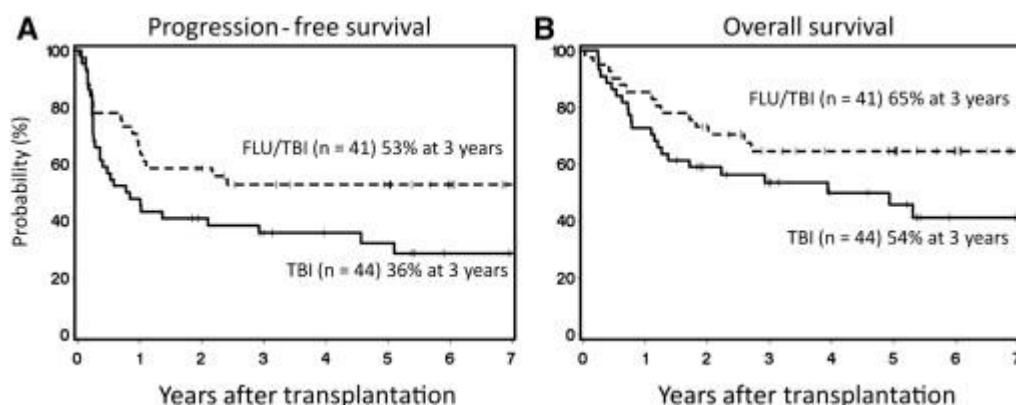 A Progression-free survival
100
80
60
40
20
0
Probability (%)
FLU/TBI (n = 41) 53% at 3 years
TBI (n = 44) 36% at 3 years
0 1 2 3 4 5 6 7
Years after transplantation
B Overall survival
100
80
60
40
20
0
FLU/TBI (n = 41) 65% at 3 years
TBI (n = 44) 54% at 3 years
0 1 2 3 4 5 6 7
Years after transplantation